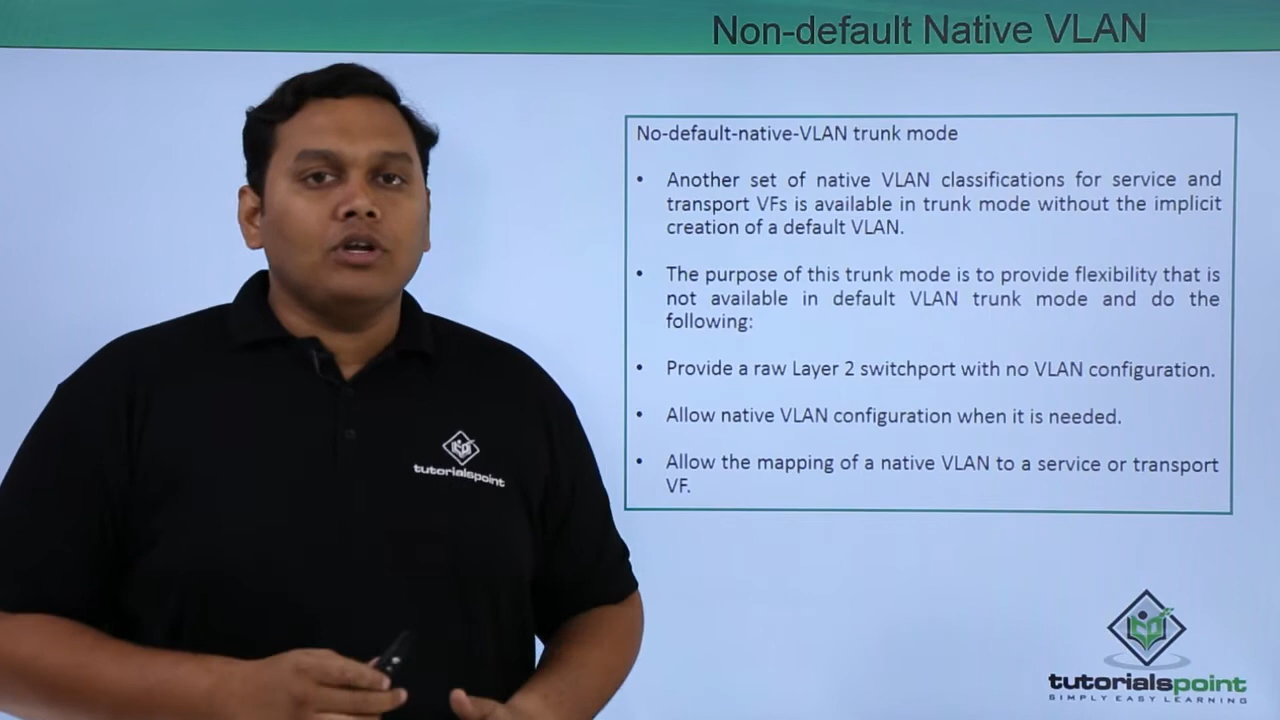 Non-default Native VLAN
No-default-native-VLAN trunk mode
• Another set of native VLAN classifications for service and
transport VFs is available in trunk mode without the implicit
creation of a default VLAN.
• The purpose of this trunk mode is to provide flexibility that is
not available in default VLAN trunk mode and do the
following:
• Provide a raw Layer 2 switchport with no VLAN configuration.
• Allow native VLAN configuration when it is needed.
• Allow the mapping of a native VLAN to a service or transport
VF.
tutorialspoint
tutorialspoint
SIMPLY EASY LEARNING